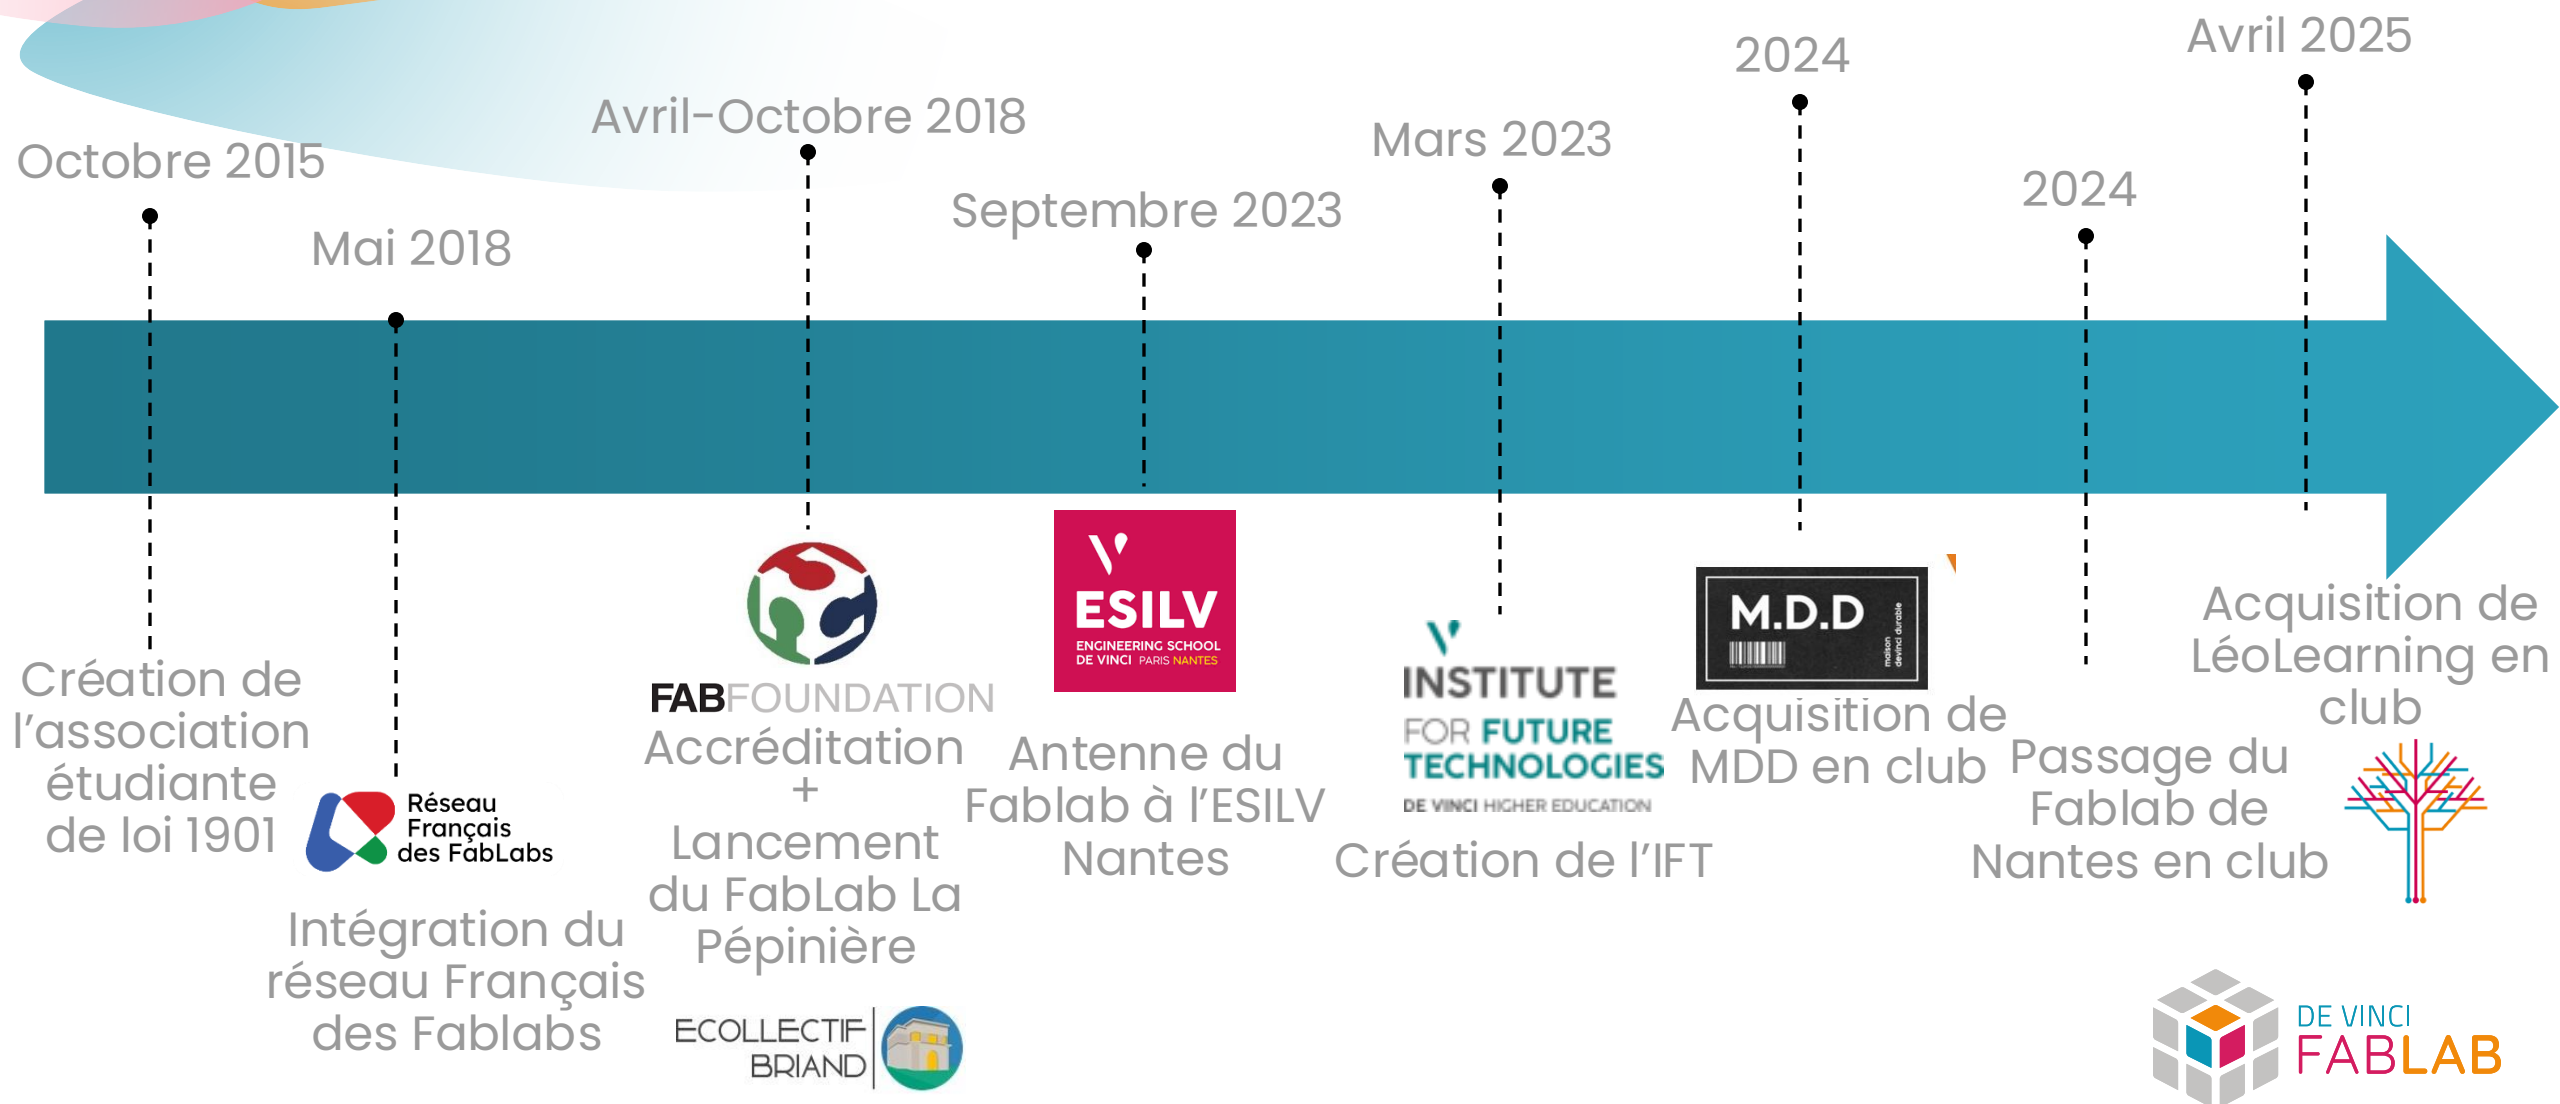 Octobre 2015
Création de
l'association
étudiante
de loi 1901
Mai 2018
Réseau
Français
des FabLabs
Intégration du
réseau Français
des Fablabs
Avril-Octobre 2018
FABFOUNDATION
Accréditation
+
Lancement
du FabLab La
Pépinière
ECOLLECTIF
BRIAND
Septembre 2023
ESILV
ENGINEERING SCHOOL
DE VINCI PARIS NANTES
Antenne du
Fablab à l'ESILV
Nantes
Mars 2023
INSTITUTE
FOR FUTURE
TECHNOLOGIES
DE VINCI HIGHER EDUCATION
Création de l'IFT
2024
M.D.D
maison
devinci durable
Acquisition de
MDD en club
2024
Passage du
Fablab de
Nantes en club
Avril 2025
Acquisition de
LéoLearning en
club
DE VINCI
FABLAB